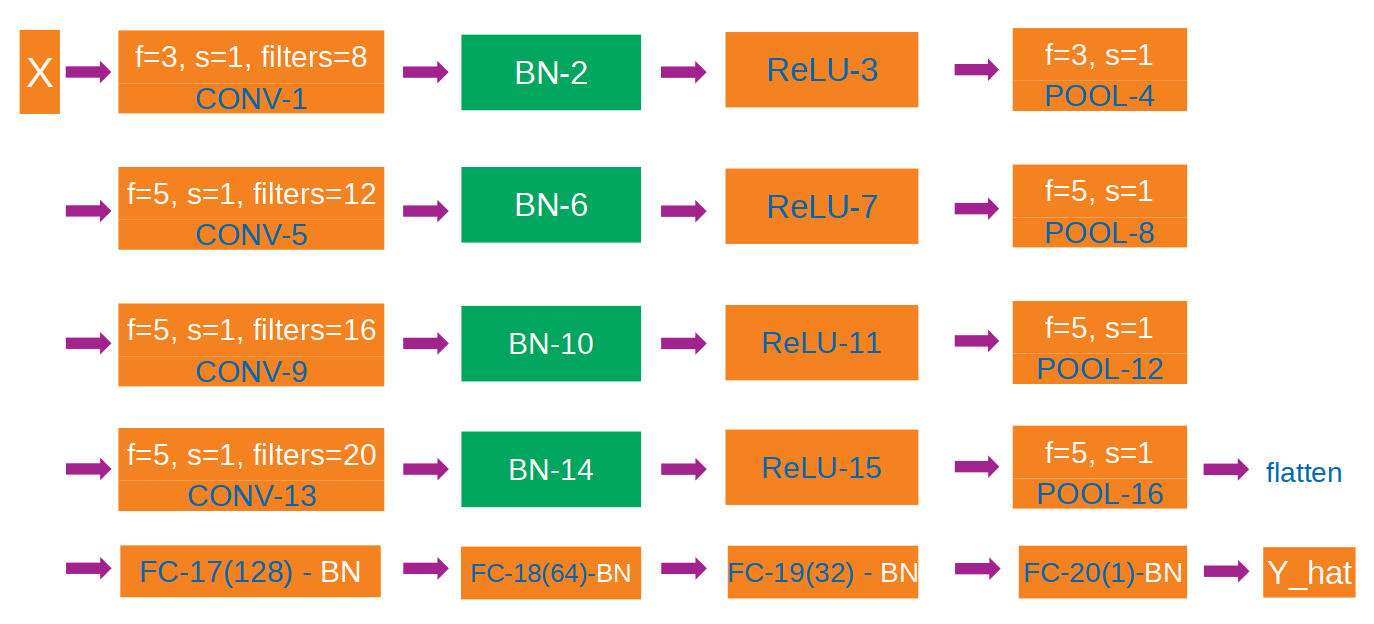 X
f=3, s=1, filters=8
CONV-1
BN-2
ReLU-3
f=3, s=1
POOL-4
f=5, s=1, filters=12
CONV-5
BN-6
ReLU-7
f=5, s=1
POOL-8
f=5, s=1, filters=16
CONV-9
BN-10
ReLU-11
f=5, s=1
POOL-12
f=5, s=1, filters=20
CONV-13
BN-14
ReLU-15
f=5, s=1
POOL-16
flatten
FC-17(128) - BN
FC-18(64)-BN
FC-19(32) - BN
FC-20(1)-BN
Y_hat